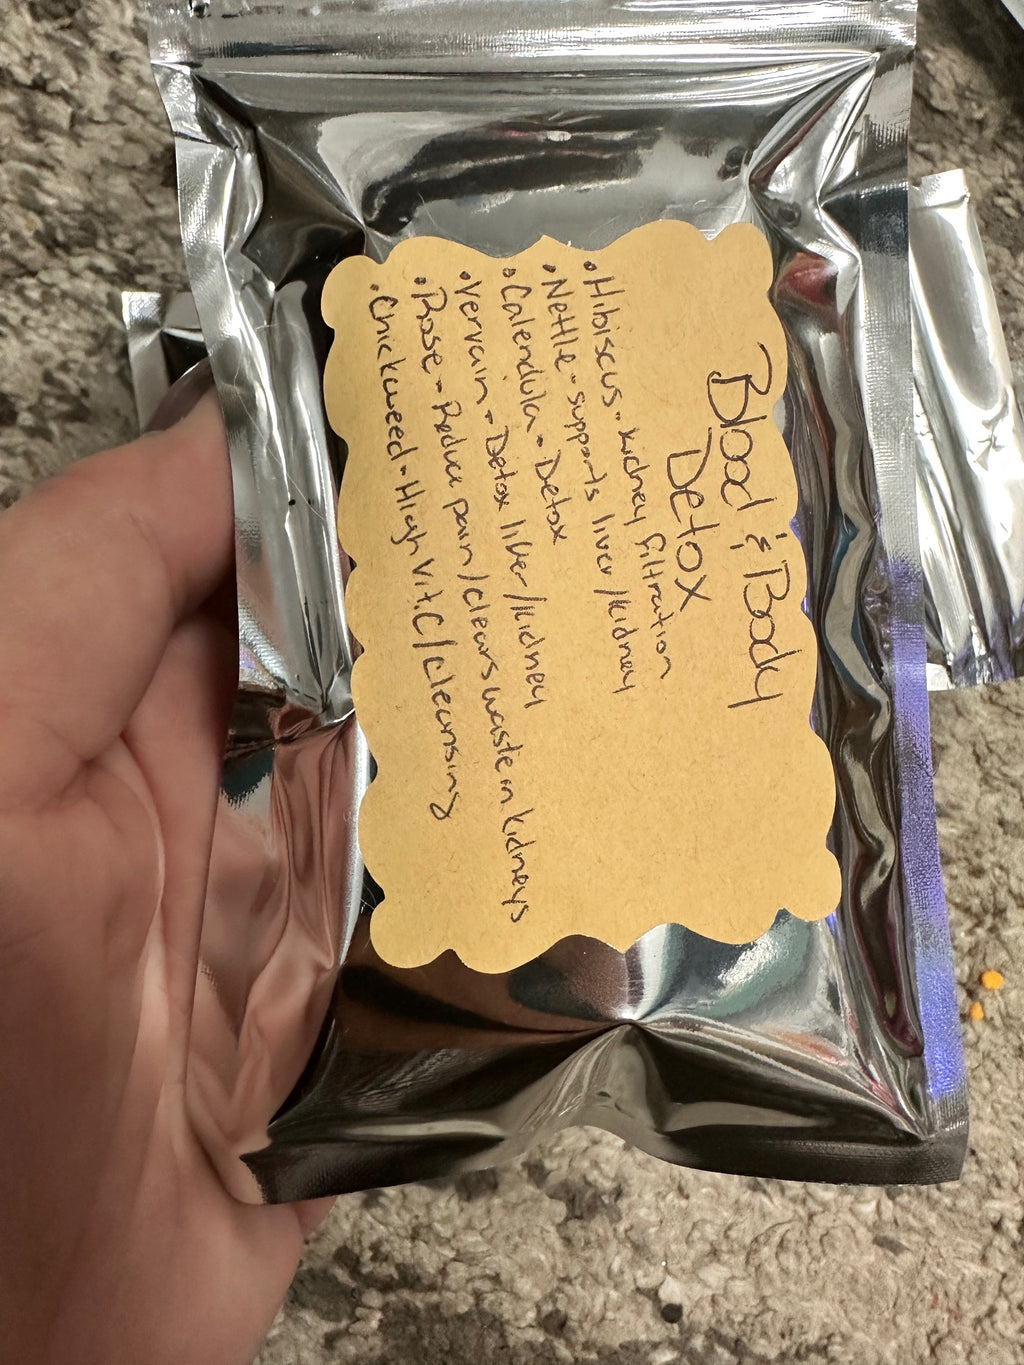 Blood & Body
Detox
• Hibiscus - kidney filtration
• Nettle - supports liver/kidney
• Calendula - Detox
• Vervain - Detox liver/kidney
• Rose - Reduce pain/clears waste in kidneys
• Chickweed - High Vit.C/cleansing